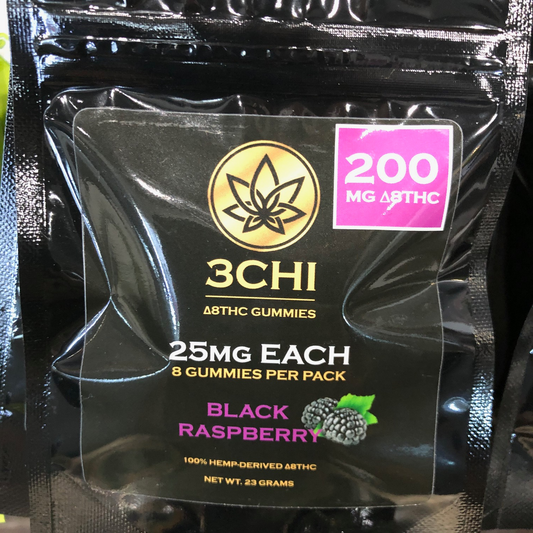 200
MG Δ8THC
3CHI
Δ8THC GUMMIES
25MG EACH
8 GUMMIES PER PACK
BLACK
RASPBERRY
100% HEMP-DERIVED Δ8THC
NET WT. 23 GRAMS